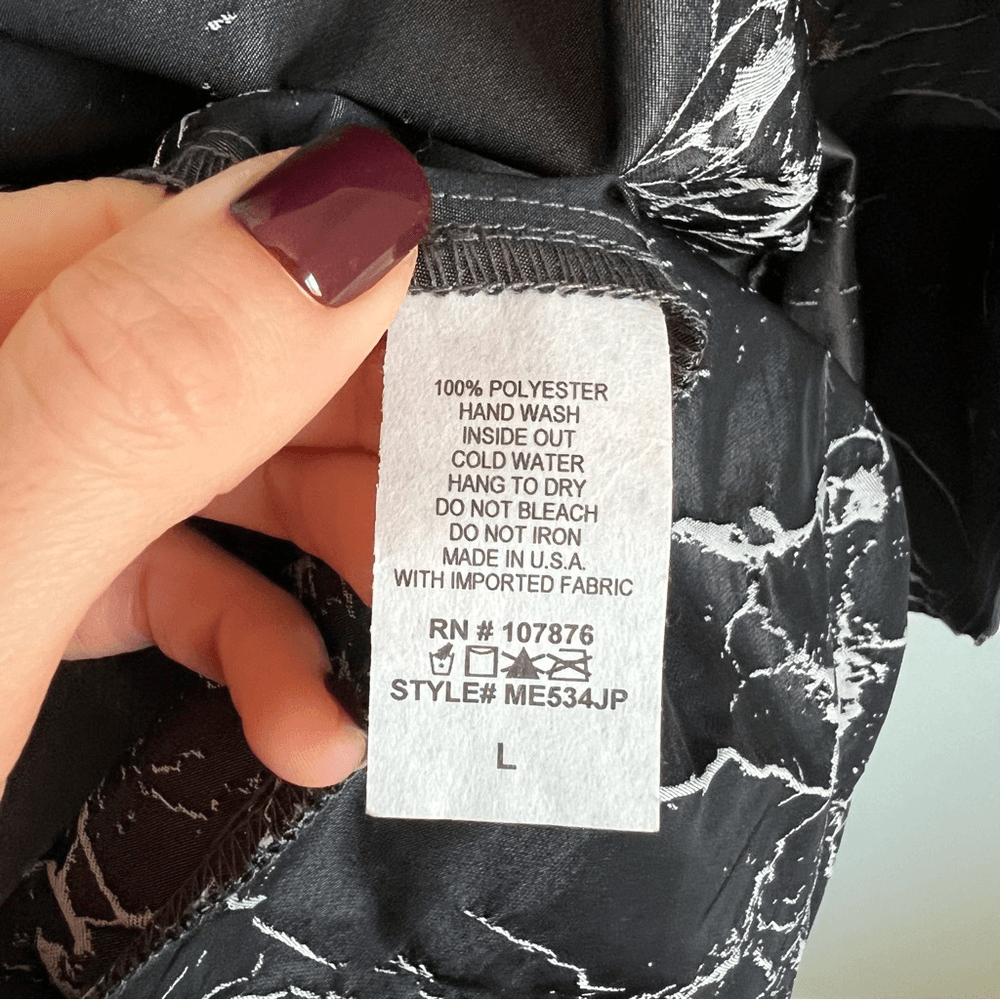 100% POLYESTER
HAND WASH
INSIDE OUT
COLD WATER
HANG TO DRY
DO NOT BLEACH
DO NOT IRON
MADE IN U.S.A.
WITH IMPORTED FABRIC
RN # 107876
STYLE# ME534JP
L